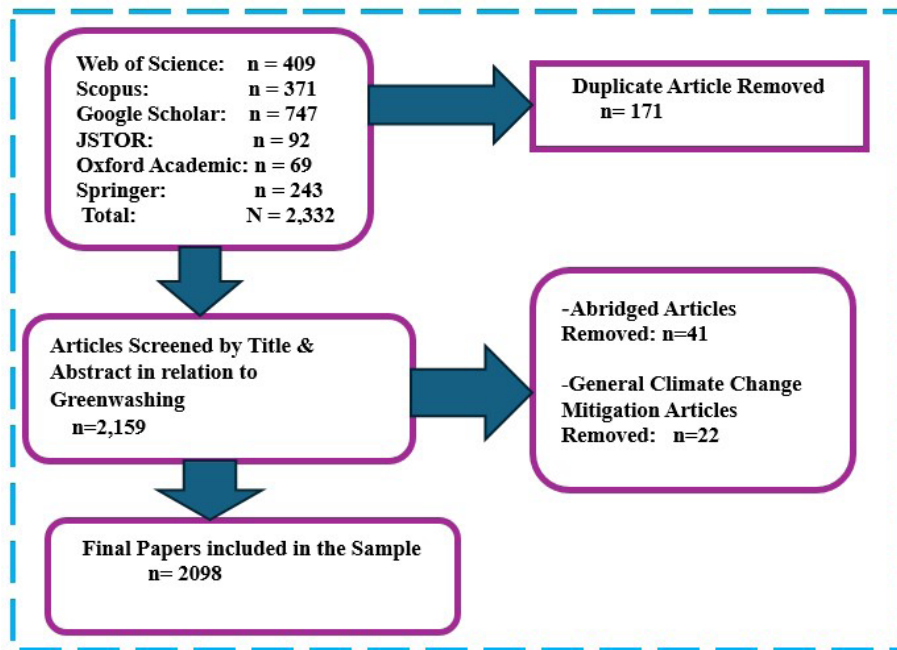 Web of Science: n = 409
Scopus: n = 371
Google Scholar: n = 747
JSTOR: n = 92
Oxford Academic: n = 69
Springer: n = 243
Total: N = 2,332
Duplicate Article Removed
n= 171
Articles Screened by Title &
Abstract in relation to
Greenwashing
n=2,159
-Abridged Articles
Removed: n=41
-General Climate Change
Mitigation Articles
Removed: n=22
Final Papers included in the Sample
n= 2098